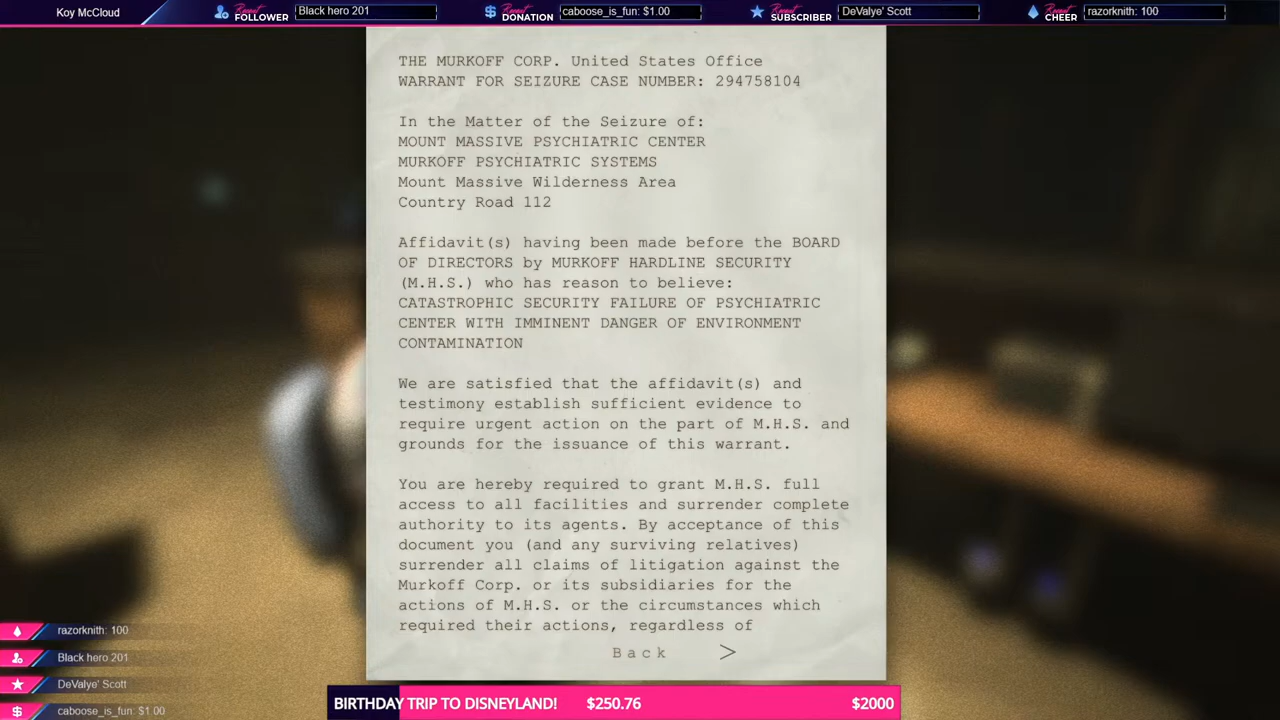 Koy McCloud
Recent
FOLLOWER
Black hero 201
Recent
DONATION
caboose_is_fun: $1.00
Recent
SUBSCRIBER
DeValye' Scott
Recent
CHEER
razorknith: 100
THE MURKOFF CORP. United States Office
WARRANT FOR SEIZURE CASE NUMBER: 294758104
In the Matter of the Seizure of:
MOUNT MASSIVE PSYCHIATRIC CENTER
MURKOFF PSYCHIATRIC SYSTEMS
Mount Massive Wilderness Area
Country Road 112
Affidavit(s) having been made before the BOARD
OF DIRECTORS by MURKOFF HARDLINE SECURITY
(M.H.S.) who has reason to believe:
CATASTROPHIC SECURITY FAILURE OF PSYCHIATRIC
CENTER WITH IMMINENT DANGER OF ENVIRONMENT
CONTAMINATION
We are satisfied that the affidavit(s) and
testimony establish sufficient evidence to
require urgent action on the part of M.H.S. and
grounds for the issuance of this warrant.
You are hereby required to grant M.H.S. full
access to all facilities and surrender complete
authority to its agents. By acceptance of this
document you (and any surviving relatives)
surrender all claims of litigation against the
Murkoff Corp. or its subsidiaries for the
actions of M.H.S. or the circumstances which
required their actions, regardless of
Back >
razorknith: 100
Black hero 201
DeValye' Scott
caboose_is_fun: $1.00
BIRTHDAY TRIP TO DISNEYLAND! $250.76 $2000